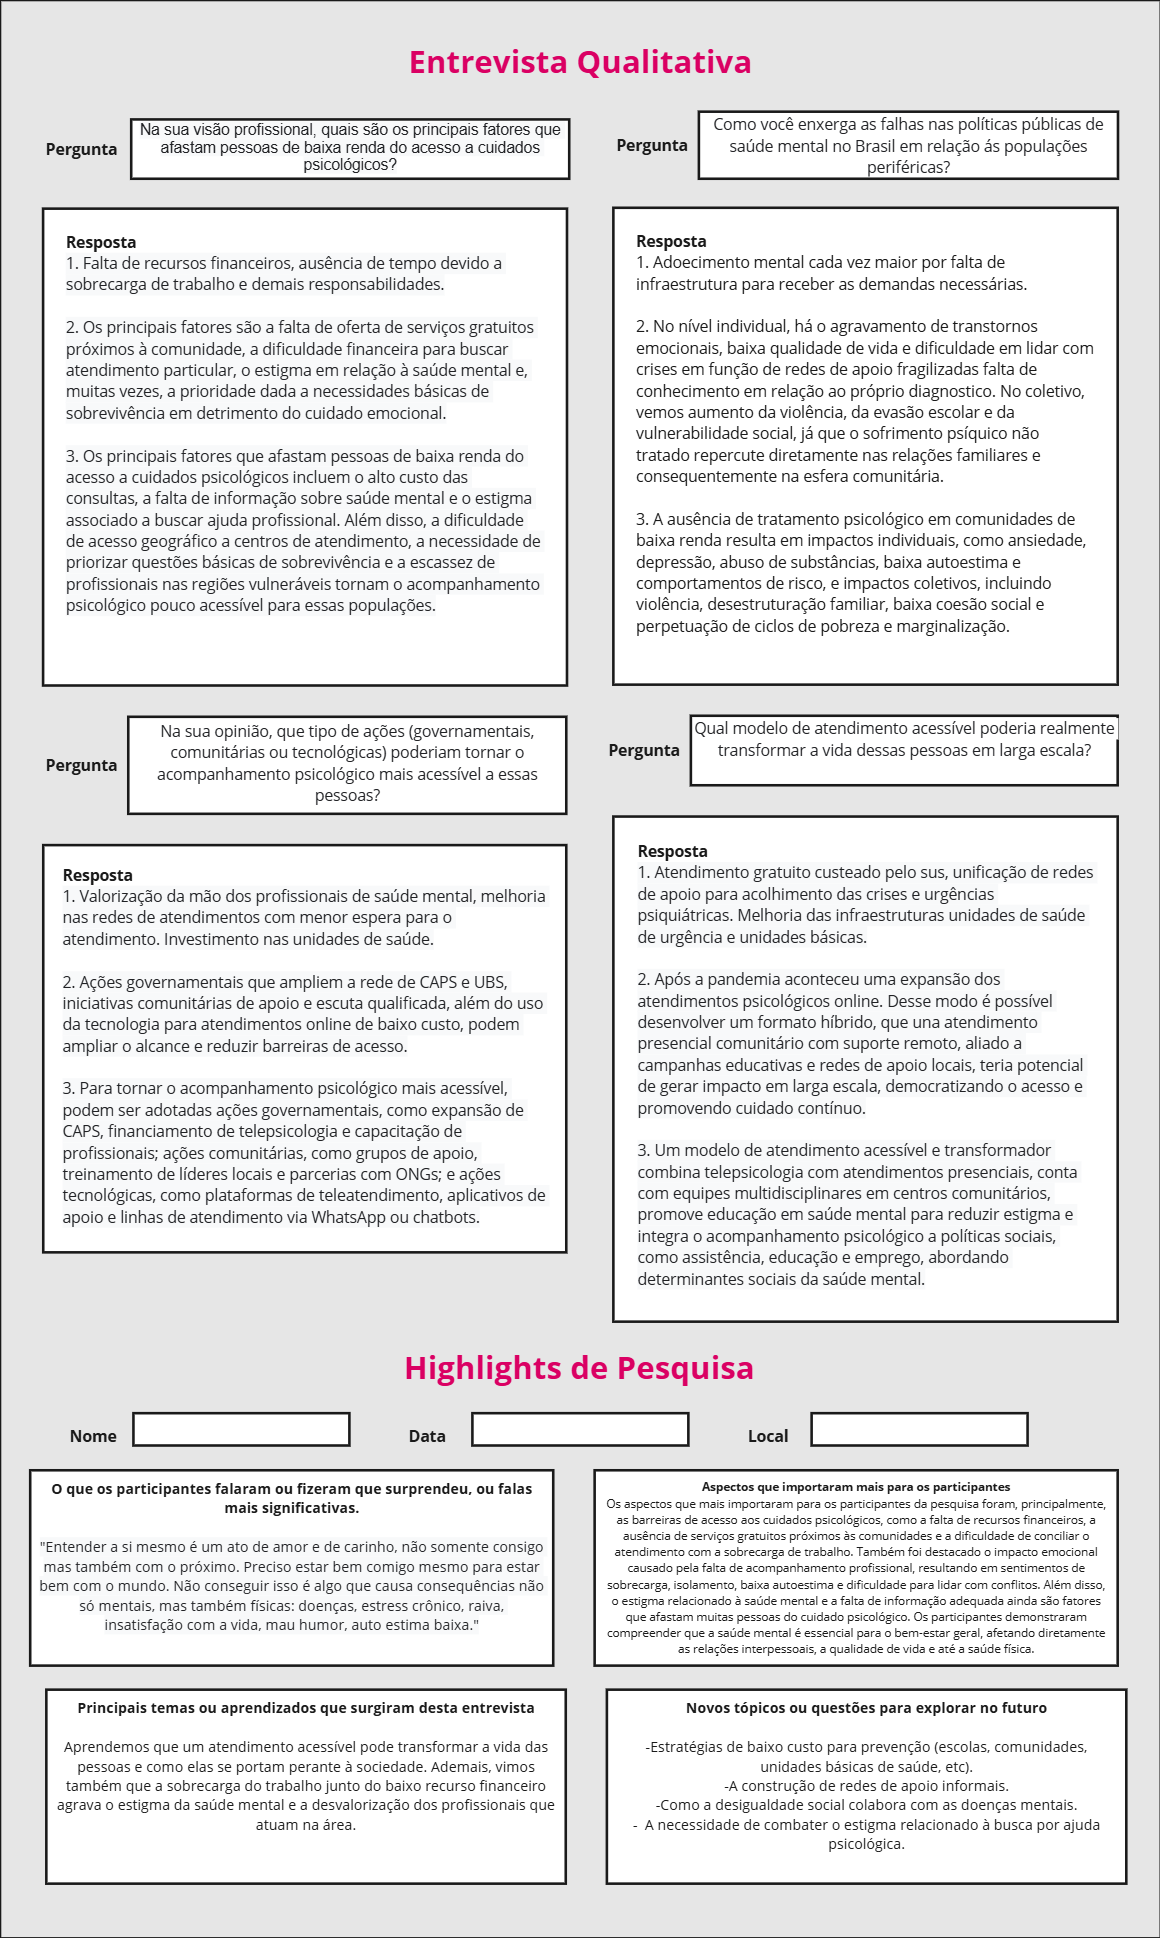 Entrevista Qualitativa
Pergunta
Na sua visão profissional, quais são os principais fatores que
afastam pessoas de baixa renda do acesso a cuidados
psicológicos?
Resposta
1. Falta de recursos financeiros, ausência de tempo devido a
sobrecarga de trabalho e demais responsabilidades.
2. Os principais fatores são a falta de oferta de serviços gratuitos
próximos à comunidade, a dificuldade financeira para buscar
atendimento particular, o estigma em relação à saúde mental e,
muitas vezes, a prioridade dada a necessidades básicas de
sobrevivência em detrimento do cuidado emocional.
3. Os principais fatores que afastam pessoas de baixa renda do
acesso a cuidados psicológicos incluem o alto custo das
consultas, a falta de informação sobre saúde mental e o estigma
associado a buscar ajuda profissional. Além disso, a dificuldade
de acesso geográfico a centros de atendimento, a necessidade de
priorizar questões básicas de sobrevivência e a escassez de
profissionais nas regiões vulneráveis tornam o acompanhamento
psicológico pouco acessível para essas populações.
Pergunta
Como você enxerga as falhas nas políticas públicas de
saúde mental no Brasil em relação ás populações
periféricas?
Resposta
1. Adoecimento mental cada vez maior por falta de
infraestrutura para receber as demandas necessárias.
2. No nível individual, há o agravamento de transtornos
emocionais, baixa qualidade de vida e dificuldade em lidar com
crises em função de redes de apoio fragilizadas falta de
conhecimento em relação ao próprio diagnostico. No coletivo,
vemos aumento da violência, da evasão escolar e da
vulnerabilidade social, já que o sofrimento psíquico não
tratado repercute diretamente nas relações familiares e
consequentemente na esfera comunitária.
3. A ausência de tratamento psicológico em comunidades de
baixa renda resulta em impactos individuais, como ansiedade,
depressão, abuso de substâncias, baixa autoestima e
comportamentos de risco, e impactos coletivos, incluindo
violência, desestruturação familiar, baixa coesão social e
perpetuação de ciclos de pobreza e marginalização.
Pergunta
Na sua opinião, que tipo de ações (governamentais,
comunitárias ou tecnológicas) poderiam tornar o
acompanhamento psicológico mais acessível a essas
pessoas?
Resposta
1. Valorização da mão dos profissionais de saúde mental, melhoria
nas redes de atendimentos com menor espera para o
atendimento. Investimento nas unidades de saúde.
2. Ações governamentais que ampliem a rede de CAPS e UBS,
iniciativas comunitárias de apoio e escuta qualificada, além do uso
da tecnologia para atendimentos online de baixo custo, podem
ampliar o alcance e reduzir barreiras de acesso.
3. Para tornar o acompanhamento psicológico mais acessível,
podem ser adotadas ações governamentais, como expansão de
CAPS, financiamento de telepsicologia e capacitação de
profissionais; ações comunitárias, como grupos de apoio,
treinamento de líderes locais e parcerias com ONGs; e ações
tecnológicas, como plataformas de teleatendimento, aplicativos de
apoio e linhas de atendimento via WhatsApp ou chatbots.
Pergunta
Qual modelo de atendimento acessível poderia realmente
transformar a vida dessas pessoas em larga escala?
Resposta
1. Atendimento gratuito custeado pelo sus, unificação de redes
de apoio para acolhimento das crises e urgências
psiquiátricas. Melhoria das infraestruturas unidades de saúde
de urgência e unidades básicas.
2. Após a pandemia aconteceu uma expansão dos
atendimentos psicológicos online. Desse modo é possível
desenvolver um formato híbrido, que una atendimento
presencial comunitário com suporte remoto, aliado a
campanhas educativas e redes de apoio locais, teria potencial
de gerar impacto em larga escala, democratizando o acesso e
promovendo cuidado contínuo.
3. Um modelo de atendimento acessível e transformador
combina telepsicologia com atendimentos presenciais, conta
com equipes multidisciplinares em centros comunitários,
promove educação em saúde mental para reduzir estigma e
integra o acompanhamento psicológico a políticas sociais,
como assistência, educação e emprego, abordando
determinantes sociais da saúde mental.
Highlights de Pesquisa
Nome
Data
Local
O que os participantes falaram ou fizeram que surpreendeu, ou falas
mais significativas.
"Entender a si mesmo é um ato de amor e de carinho, não somente consigo
mas também com o próximo. Preciso estar bem comigo mesmo para estar
bem com o mundo. Não conseguir isso é algo que causa consequências não
só mentais, mas também físicas: doenças, estress crônico, raiva,
insatisfação com a vida, mau humor, auto estima baixa."
Aspectos que importaram mais para os participantes
Os aspectos que mais importaram para os participantes da pesquisa foram, principalmente,
as barreiras de acesso aos cuidados psicológicos, como a falta de recursos financeiros, a
ausência de serviços gratuitos próximos às comunidades e a dificuldade de conciliar o
atendimento com a sobrecarga de trabalho. Também foi destacado o impacto emocional
causado pela falta de acompanhamento profissional, resultando em sentimentos de
sobrecarga, isolamento, baixa autoestima e dificuldade para lidar com conflitos. Além disso,
o estigma relacionado à saúde mental e a falta de informação adequada ainda são fatores
que afastam muitas pessoas do cuidado psicológico. Os participantes demonstraram
compreender que a saúde mental é essencial para o bem-estar geral, afetando diretamente
as relações interpessoais, a qualidade de vida e até a saúde física.
Principais temas ou aprendizados que surgiram desta entrevista
Aprendemos que um atendimento acessível pode transformar a vida das
pessoas e como elas se portam perante à sociedade. Ademais, vimos
também que a sobrecarga do trabalho junto do baixo recurso financeiro
agrava o estigma da saúde mental e a desvalorização dos profissionais que
atuam na área.
Novos tópicos ou questões para explorar no futuro
-Estratégias de baixo custo para prevenção (escolas, comunidades,
unidades básicas de saúde, etc).
-A construção de redes de apoio informais.
-Como a desigualdade social colabora com as doenças mentais.
- A necessidade de combater o estigma relacionado à busca por ajuda
psicológica.